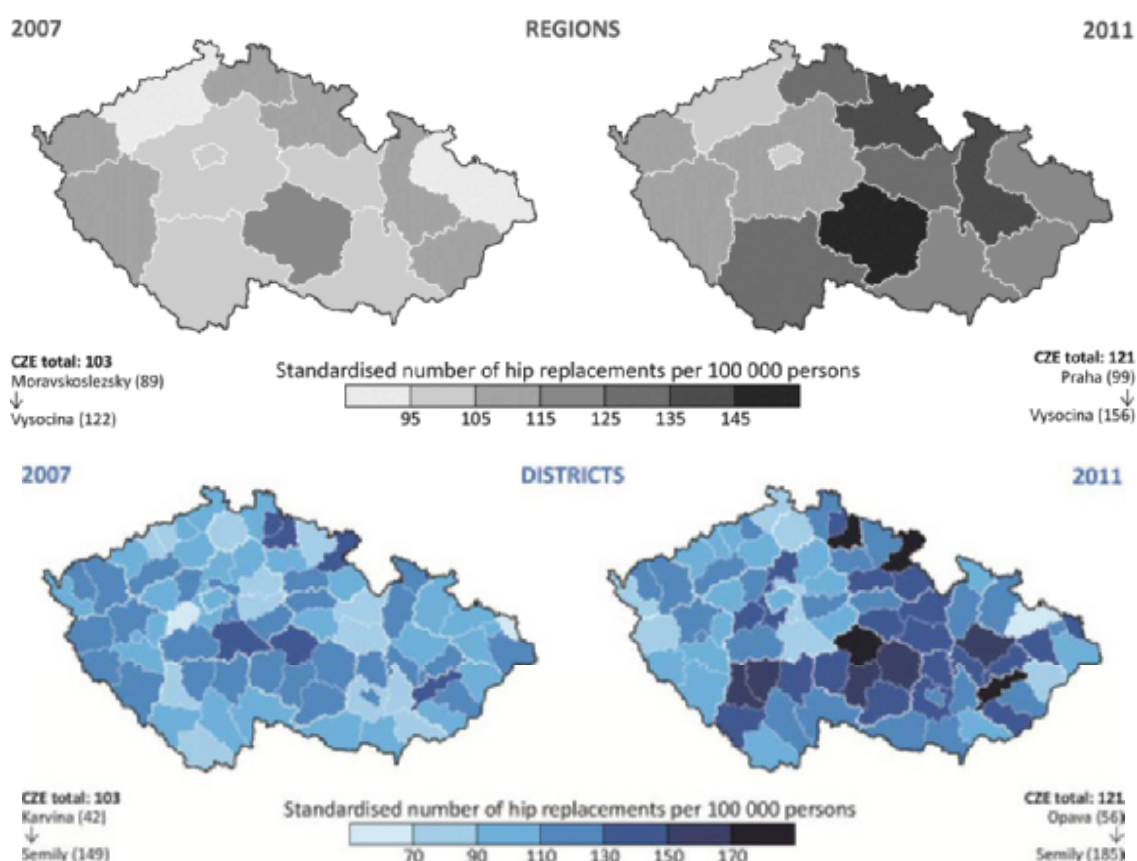 2007 REGIONS 2011
CZE total: 103
Moravskoslezsky (89)
↓
Vysocina (122)
Standardised number of hip replacements per 100 000 persons
95 105 115 125 135 145
CZE total: 121
Praha (99)
↓
Vysocina (156)
2007 DISTRICTS 2011
CZE total: 103
Karvina (42)
↓
Semily (149)
Standardised number of hip replacements per 100 000 persons
70 90 110 130 150 170
CZE total: 121
Opava (56)
↓
Semily (185)